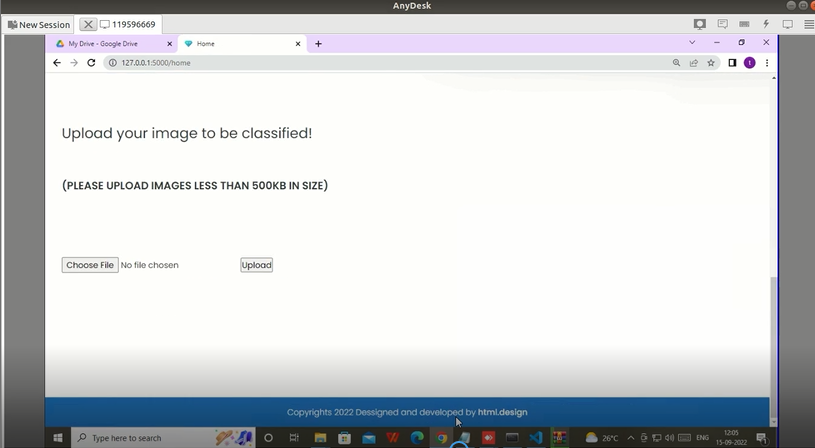 AnyDesk
New Session
119596669
My Drive - Google Drive
Home
127.0.0.1:5000/home
t
Upload your image to be classified!
(PLEASE UPLOAD IMAGES LESS THAN 500KB IN SIZE)
Choose File No file chosen
Upload
Copyrights 2022 Dessigned and developed by html.design
Type here to search
26°C
ENG
12:05
15-09-2022